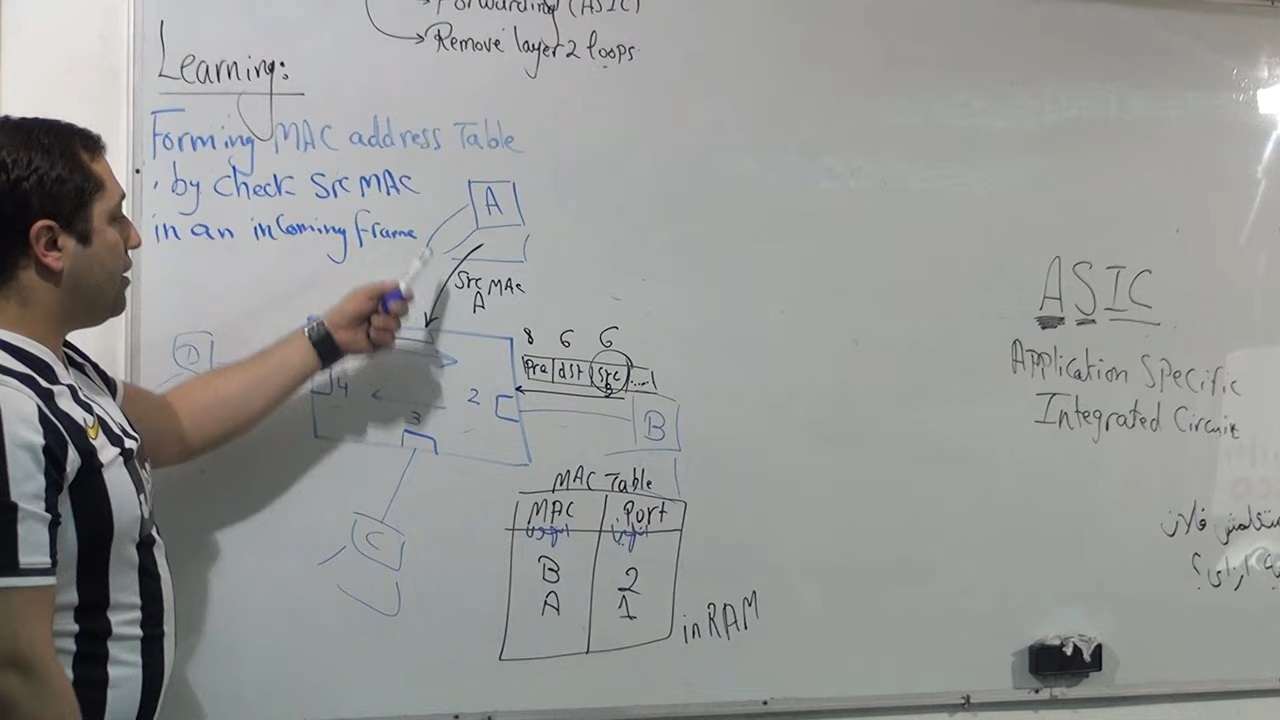 Forwarding (ASIC)
Remove layer 2 loops
Learning:
Forming MAC address Table
. by check Src MAC
in an incoming frame
A
Src MAC
A
D
8 6 6
Pre dst Src ....
B
4 2
3
B
C
MAC Table
MAC Port
B 2
A 1
in RAM
ASIC
Application Specific
Integrated Circuit
فلان
؟